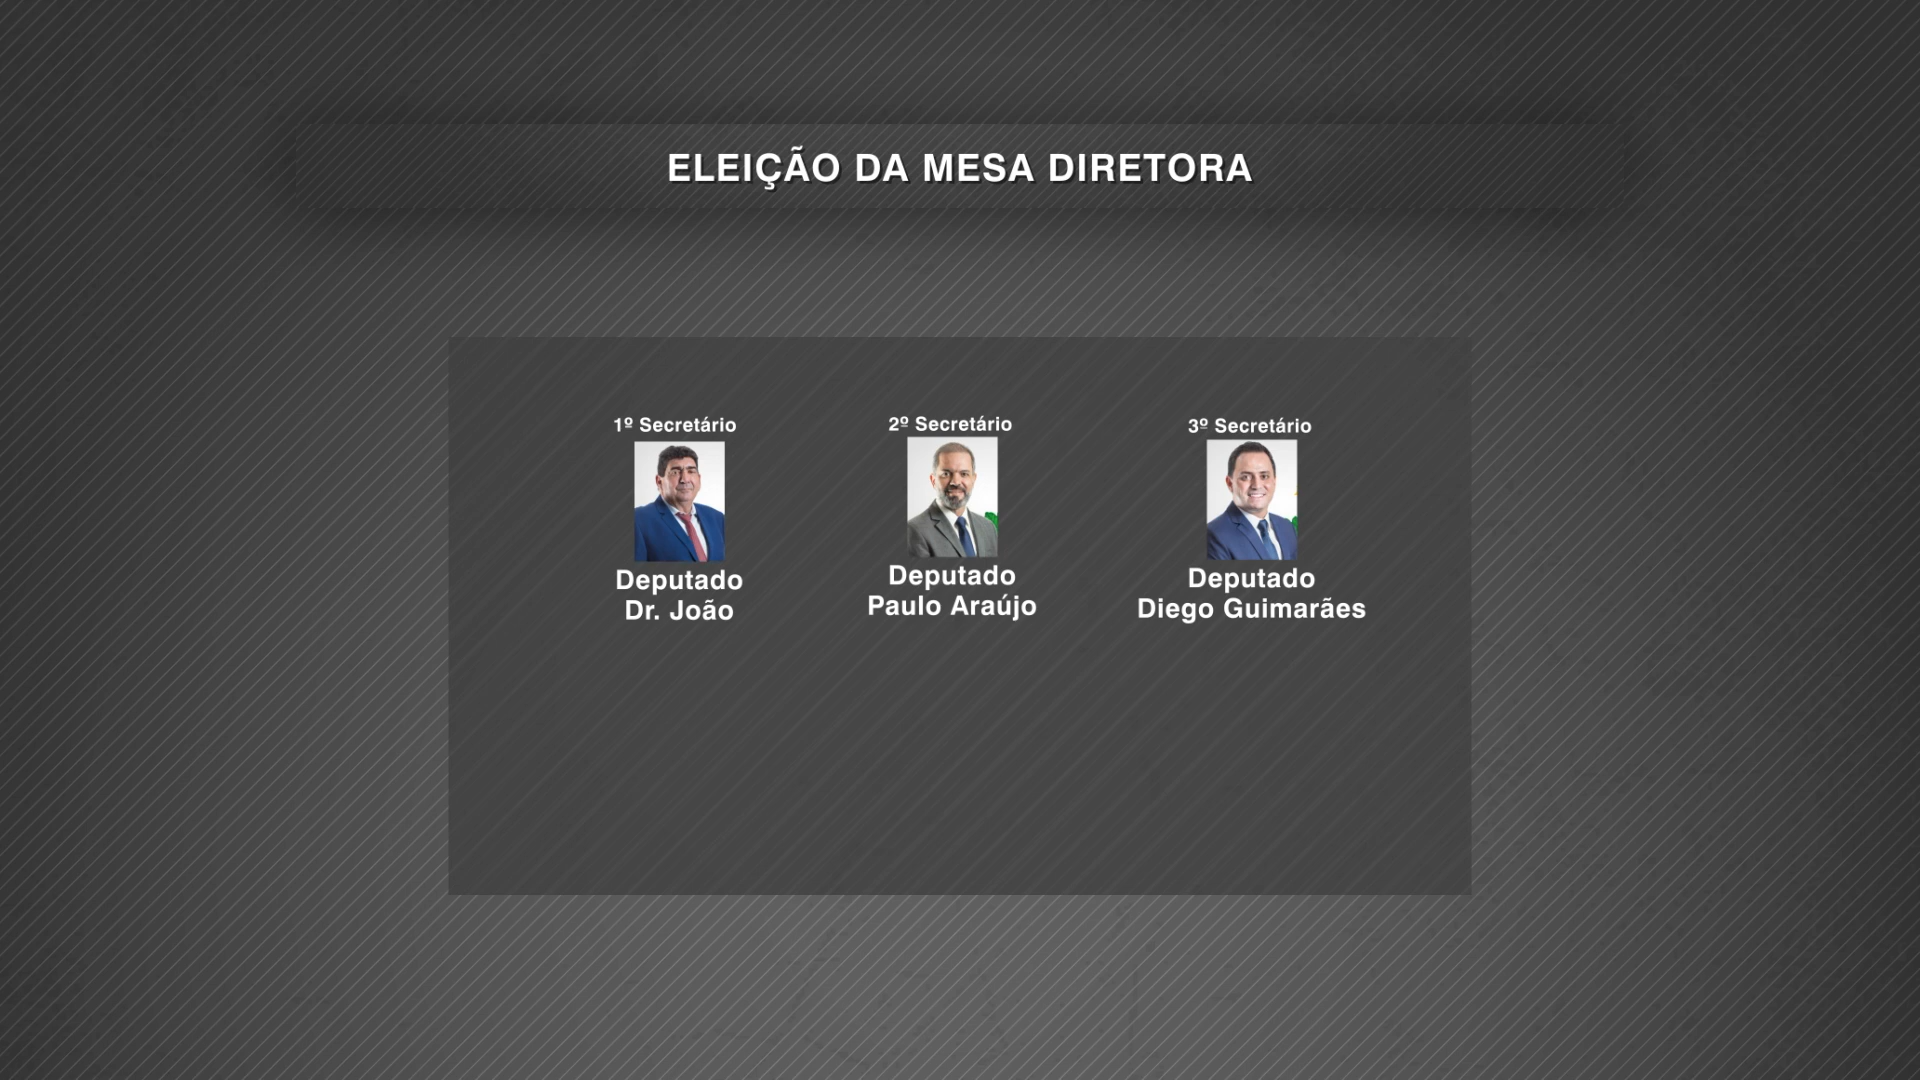 ELEIÇÃO DA MESA DIRETORA
1º Secretário
Deputado
Dr. João
2º Secretário
Deputado
Paulo Araújo
3º Secretário
Deputado
Diego Guimarães